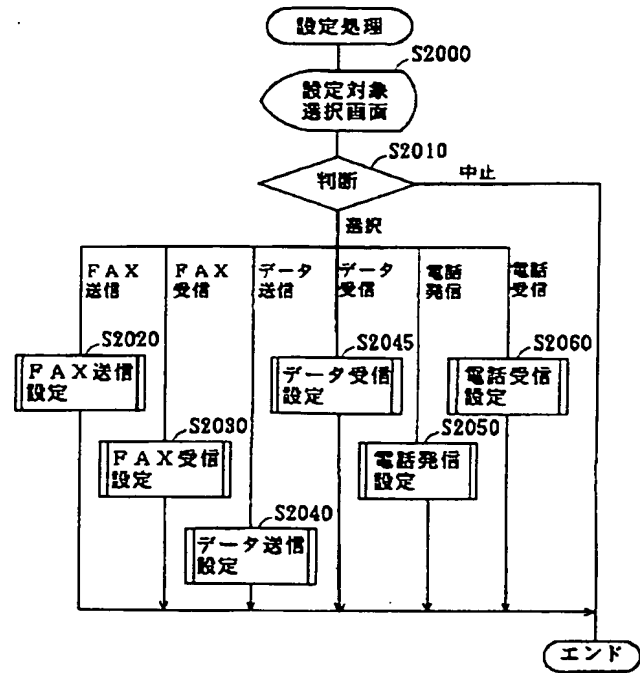 設定処理
S2000
設定対象
選択画面
S2010
判断
中止
選択
ＦＡＸ
送信
ＦＡＸ
受信
データ
送信
データ
受信
電話
発信
電話
受信
S2020
ＦＡＸ送信
設定
S2045
データ受信
設定
S2060
電話受信
設定
S2030
ＦＡＸ受信
設定
S2050
電話発信
設定
S2040
データ送信
設定
エンド